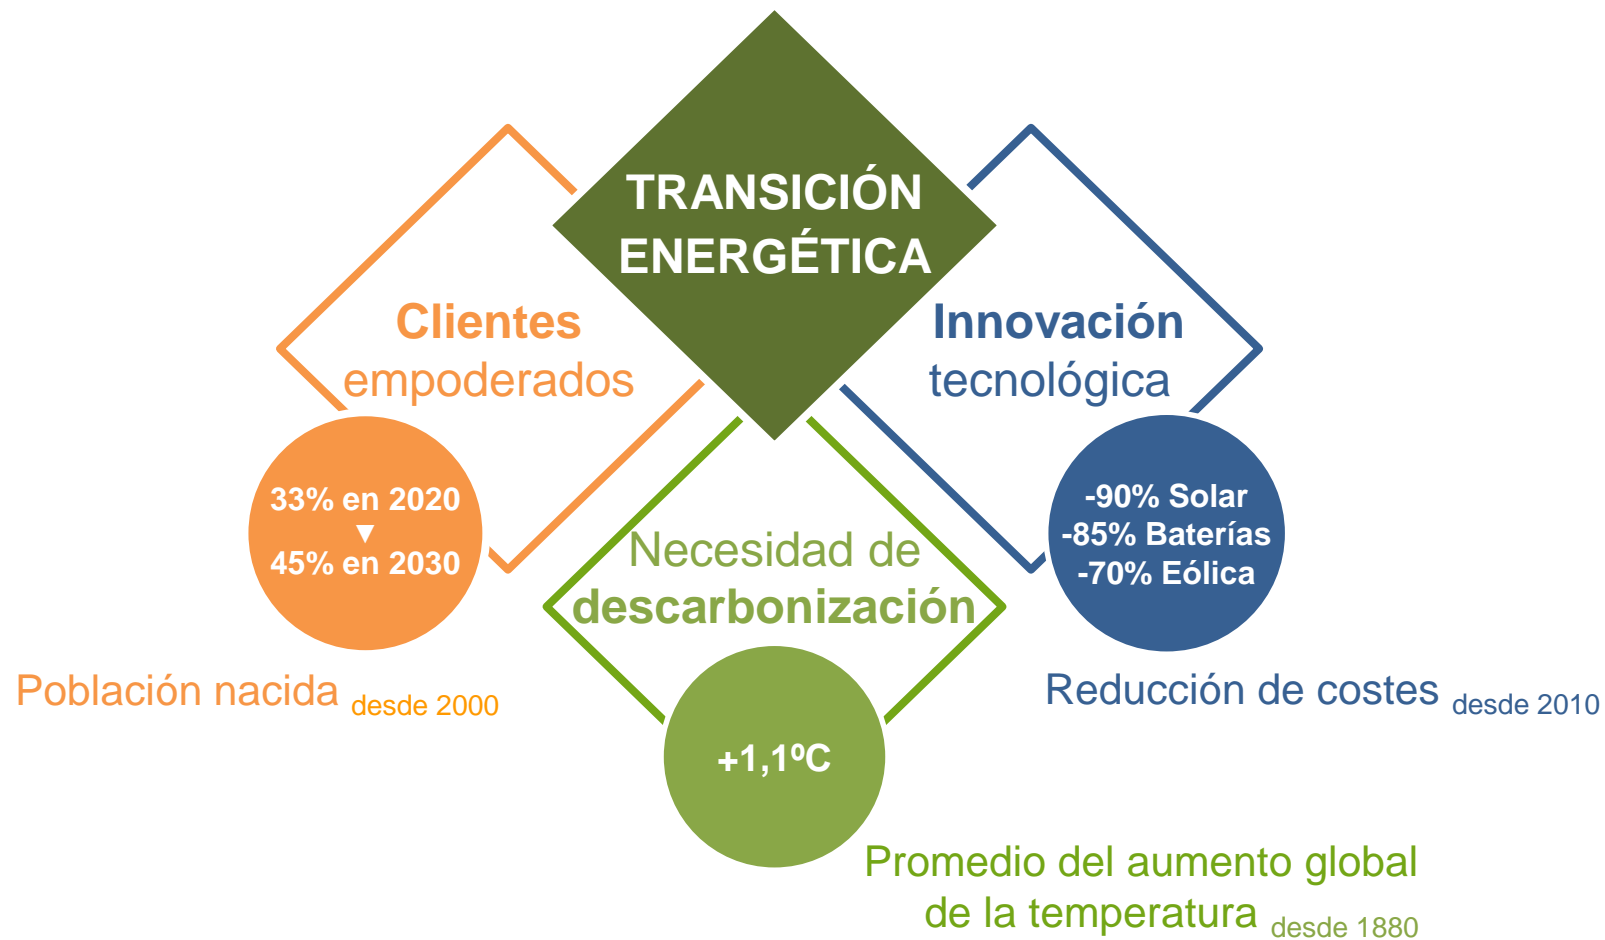 TRANSICIÓN
ENERGÉTICA
Clientes
empoderados
33% en 2020
▼
45% en 2030
Población nacida desde 2000
Necesidad de
descarbonización
+1,1ºC
Promedio del aumento global
de la temperatura desde 1880
Innovación
tecnológica
-90% Solar
-85% Baterías
-70% Eólica
Reducción de costes desde 2010